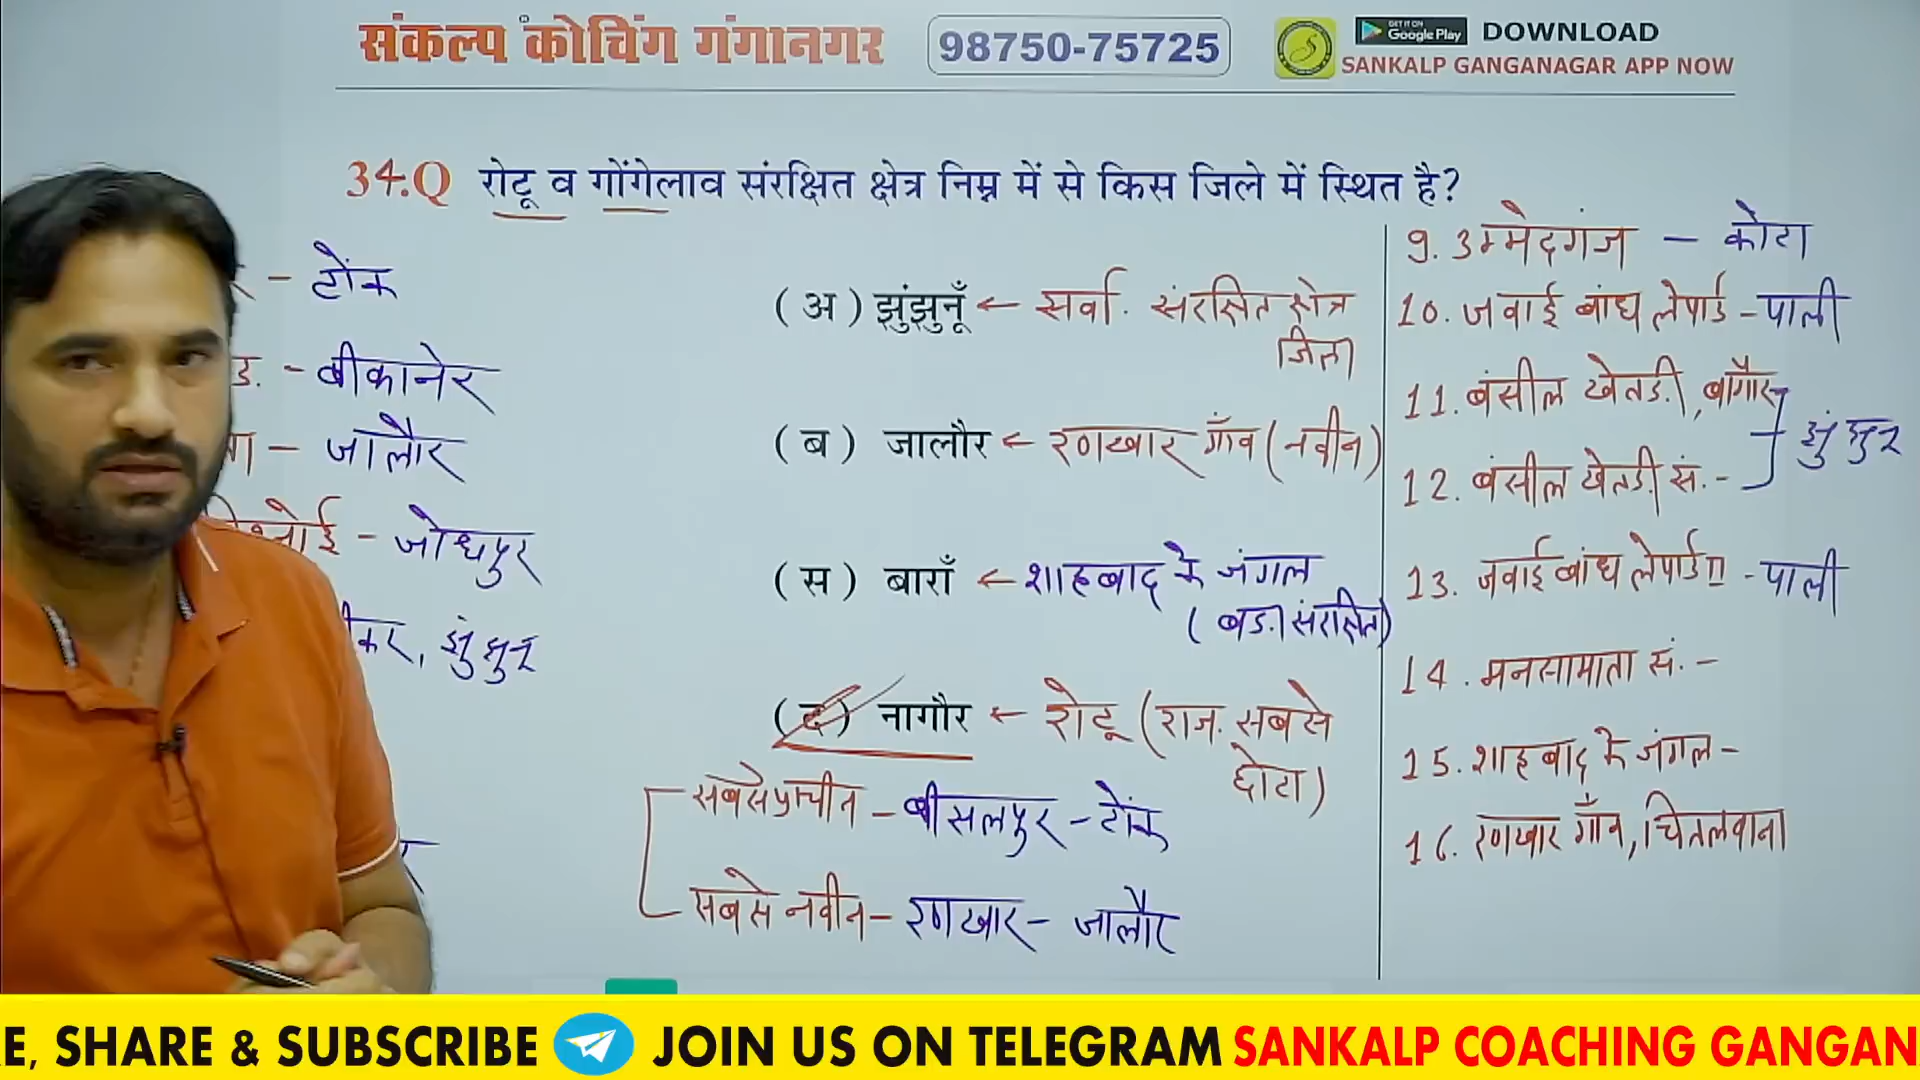 संकल्प कोचिंग गंगानगर
98750-75725
GET IT ON
Google Play
DOWNLOAD
SANKALP GANGANAGAR APP NOW
34.Q रोटू व गोंगेलाव संरक्षित क्षेत्र निम्न में से किस जिले में स्थित है?
- टोंक
ड. - बीकानेर
- जालौर
- जोधपुर
, झुंझुनू
(अ) झुंझुनूँ ← सर्वा. संरक्षित क्षेत्र
जिला
(ब) जालौर ← रणखार गाँव (नवीन)
(स) बाराँ ← शाहबाद के जंगल
(बड़ा संरक्षित)
(द) नागौर ← रोटू (राज. सबसे
छोटा)
सबसे प्राचीन - बीसलपुर - टोंक
सबसे नवीन - रणखार - जालौर
9. उम्मेदगंज - कोटा
10. जवाई बांध लेपार्ड - पाली
11. बंसीयल खेतड़ी, बागौर
झुंझुनू
12. बंसीयल खेतड़ी सं. -
13. जवाई बांध लेपार्ड II - पाली
14. मनसामाता सं. -
15. शाहबाद के जंगल -
16. रणखार गाँव, चितलवाना
E, SHARE & SUBSCRIBE JOIN US ON TELEGRAM SANKALP COACHING GANGAN